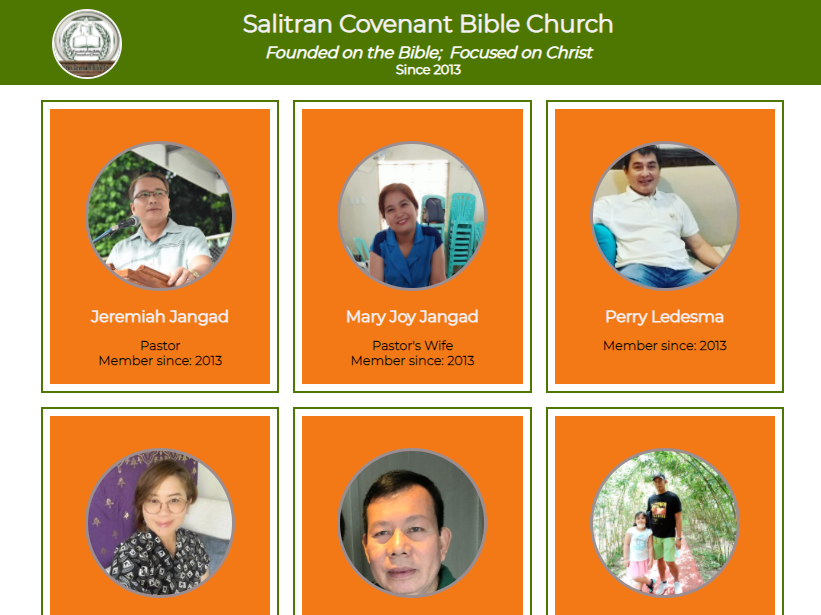 Salitran Covenant Bible Church
Founded on the Bible; Focused on Christ
Since 2013
Jeremiah Jangad
Pastor
Member since: 2013
Mary Joy Jangad
Pastor's Wife
Member since: 2013
Perry Ledesma
Member since: 2013